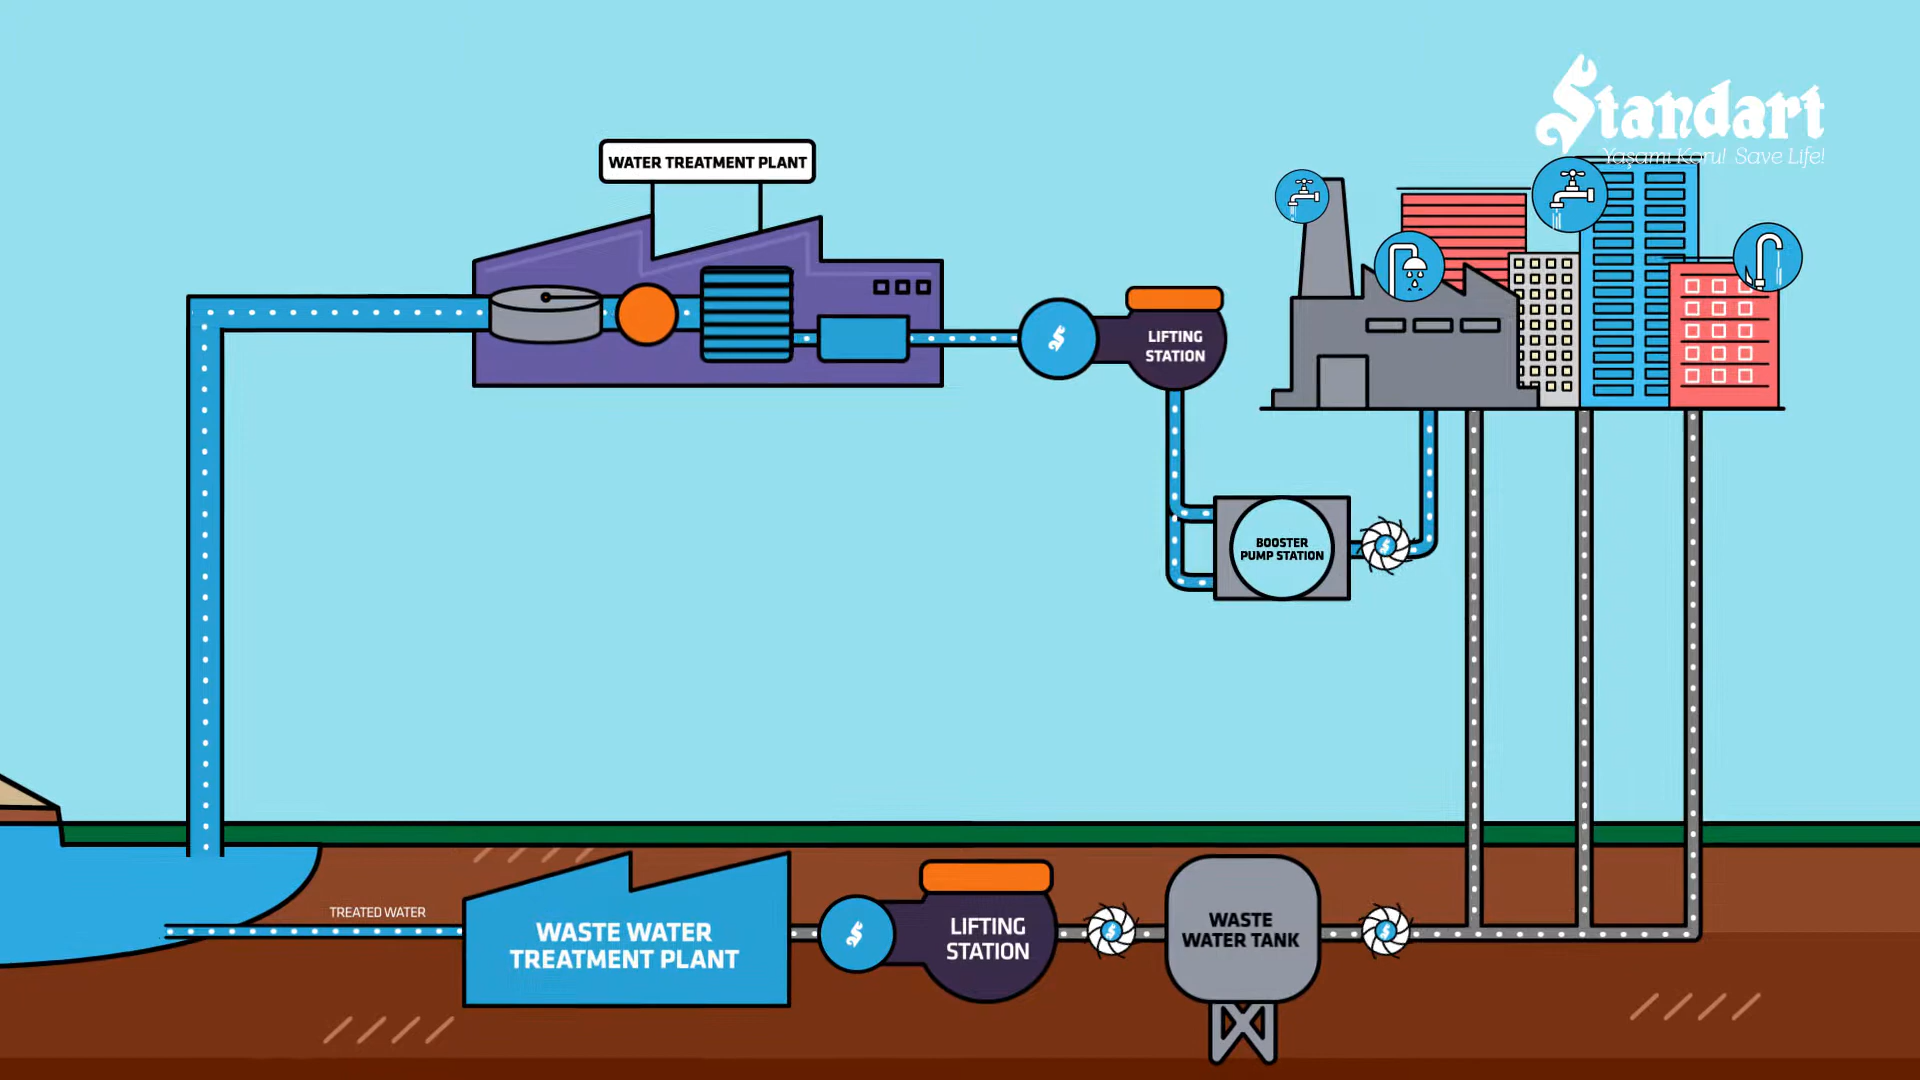 Standart
Yaşamı Koru! Save Life!
WATER TREATMENT PLANT
LIFTING
STATION
BOOSTER
PUMP STATION
TREATED WATER
WASTE WATER
TREATMENT PLANT
LIFTING
STATION
WASTE
WATER TANK